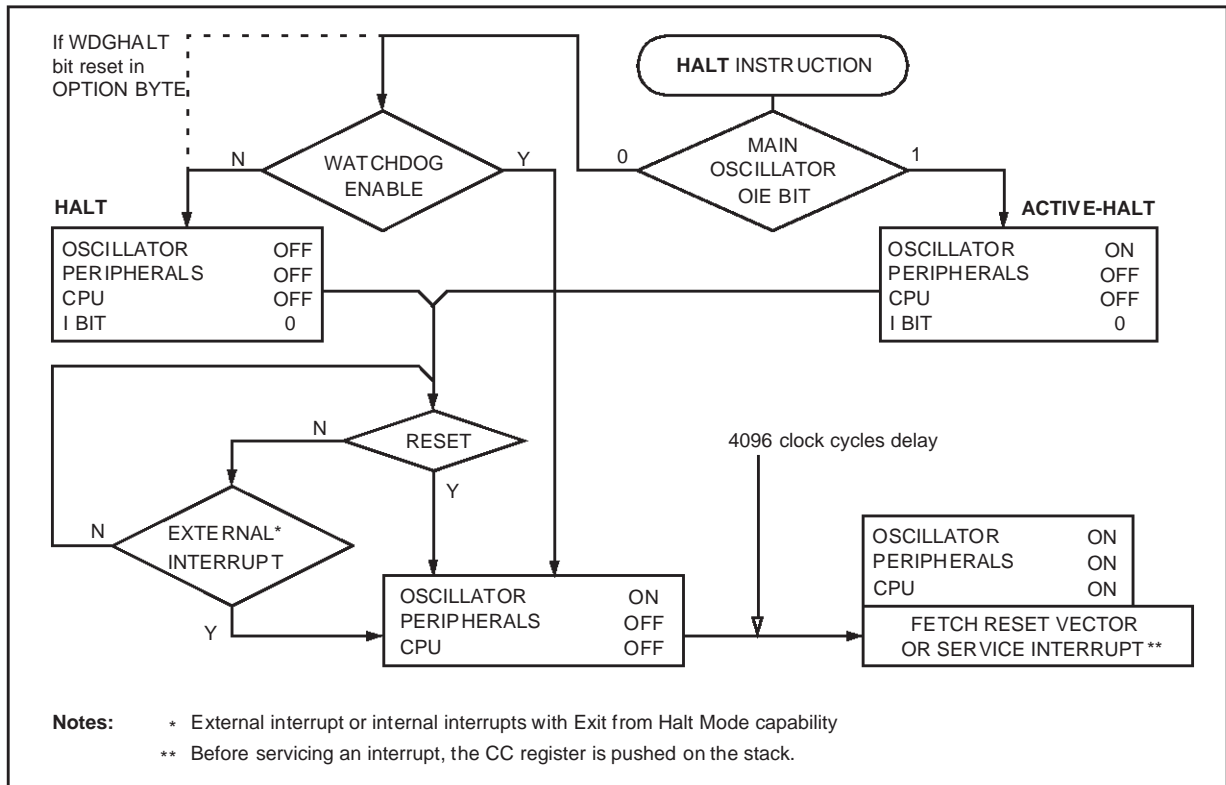 If WDGHALT
bit reset in
OPTION BYTE
HALT INSTRUCTION
WATCHDOG
ENABLE
N
Y
MAIN
OSCILLATOR
OIE BIT
0
1
HALT
OSCILLATOR OFF
PERIPHERALS OFF
CPU OFF
I BIT 0
ACTIVE-HALT
OSCILLATOR ON
PERIPHERALS OFF
CPU OFF
I BIT 0
RESET
N
Y
EXTERNAL*
INTERRUPT
N
Y
OSCILLATOR ON
PERIPHERALS OFF
CPU OFF
4096 clock cycles delay
OSCILLATOR ON
PERIPHERALS ON
CPU ON
FETCH RESET VECTOR
OR SERVICE INTERRUPT**
Notes: * External interrupt or internal interrupts with Exit from Halt Mode capability
** Before servicing an interrupt, the CC register is pushed on the stack.